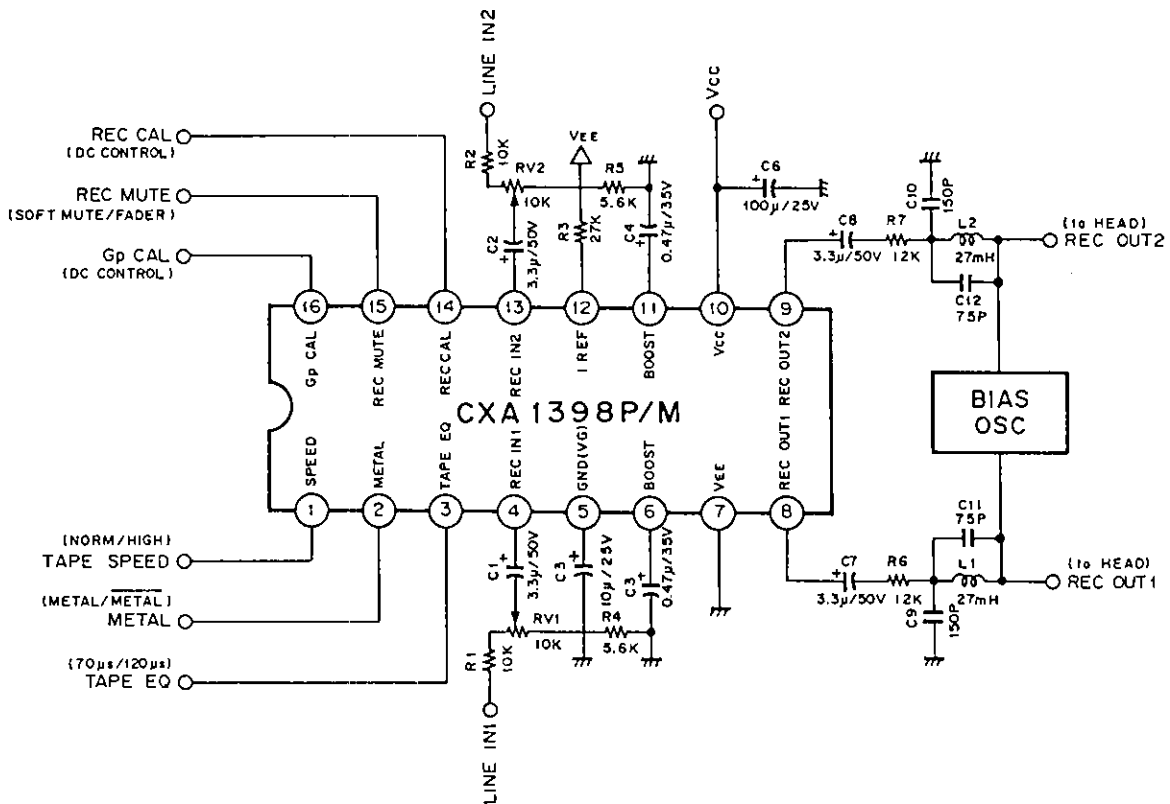 LINE IN2
VCC
REC CAL
(DC CONTROL)
REC MUTE
(SOFT MUTE/FADER)
Gp CAL
(DC CONTROL)
R2
10K
RV2
10K
VEE
R5
5.6K
C2
3.3μ/50V
R3
27K
C4
0.47μ/35V
C6
100μ/25V
C8
3.3μ/50V
R7
12K
C10
150P
L2
27mH
C12
75P
(to HEAD)
REC OUT2
16
15
14
13
12
11
10
9
Gp CAL
REC MUTE
REC CAL
REC IN2
I REF
BOOST
VCC
REC OUT2
CXA1398P/M
BIAS
OSC
SPEED
METAL
TAPE EQ
REC IN1
GND(VG)
BOOST
VEE
REC OUT1
1
2
3
4
5
6
7
8
(NORM/HIGH)
TAPE SPEED
(METAL/METAL)
METAL
(70μs/120μs)
TAPE EQ
C1
3.3μ/50V
C3
10μ/25V
C3
0.47μ/35V
R1
10K
RV1
10K
R4
5.6K
LINE IN1
C7
3.3μ/50V
R6
12K
C11
75P
L1
27mH
C9
150P
(to HEAD)
REC OUT1